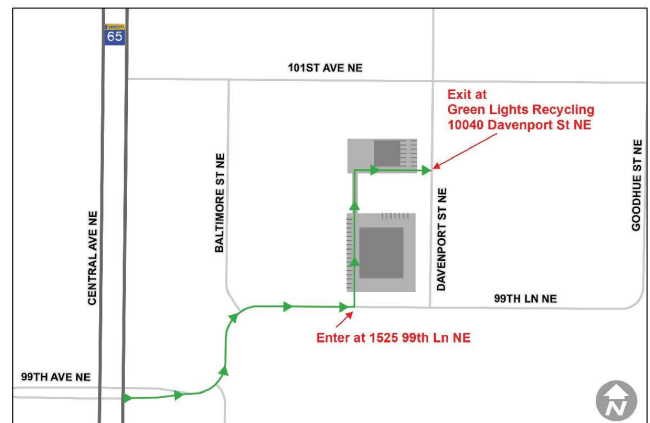 65
101ST AVE NE
Exit at
Green Lights Recycling
10040 Davenport St NE
CENTRAL AVE NE
BALTIMORE ST NE
DAVENPORT ST NE
GOODHUE ST NE
99TH LN NE
Enter at 1525 99th Ln NE
99TH AVE NE
N